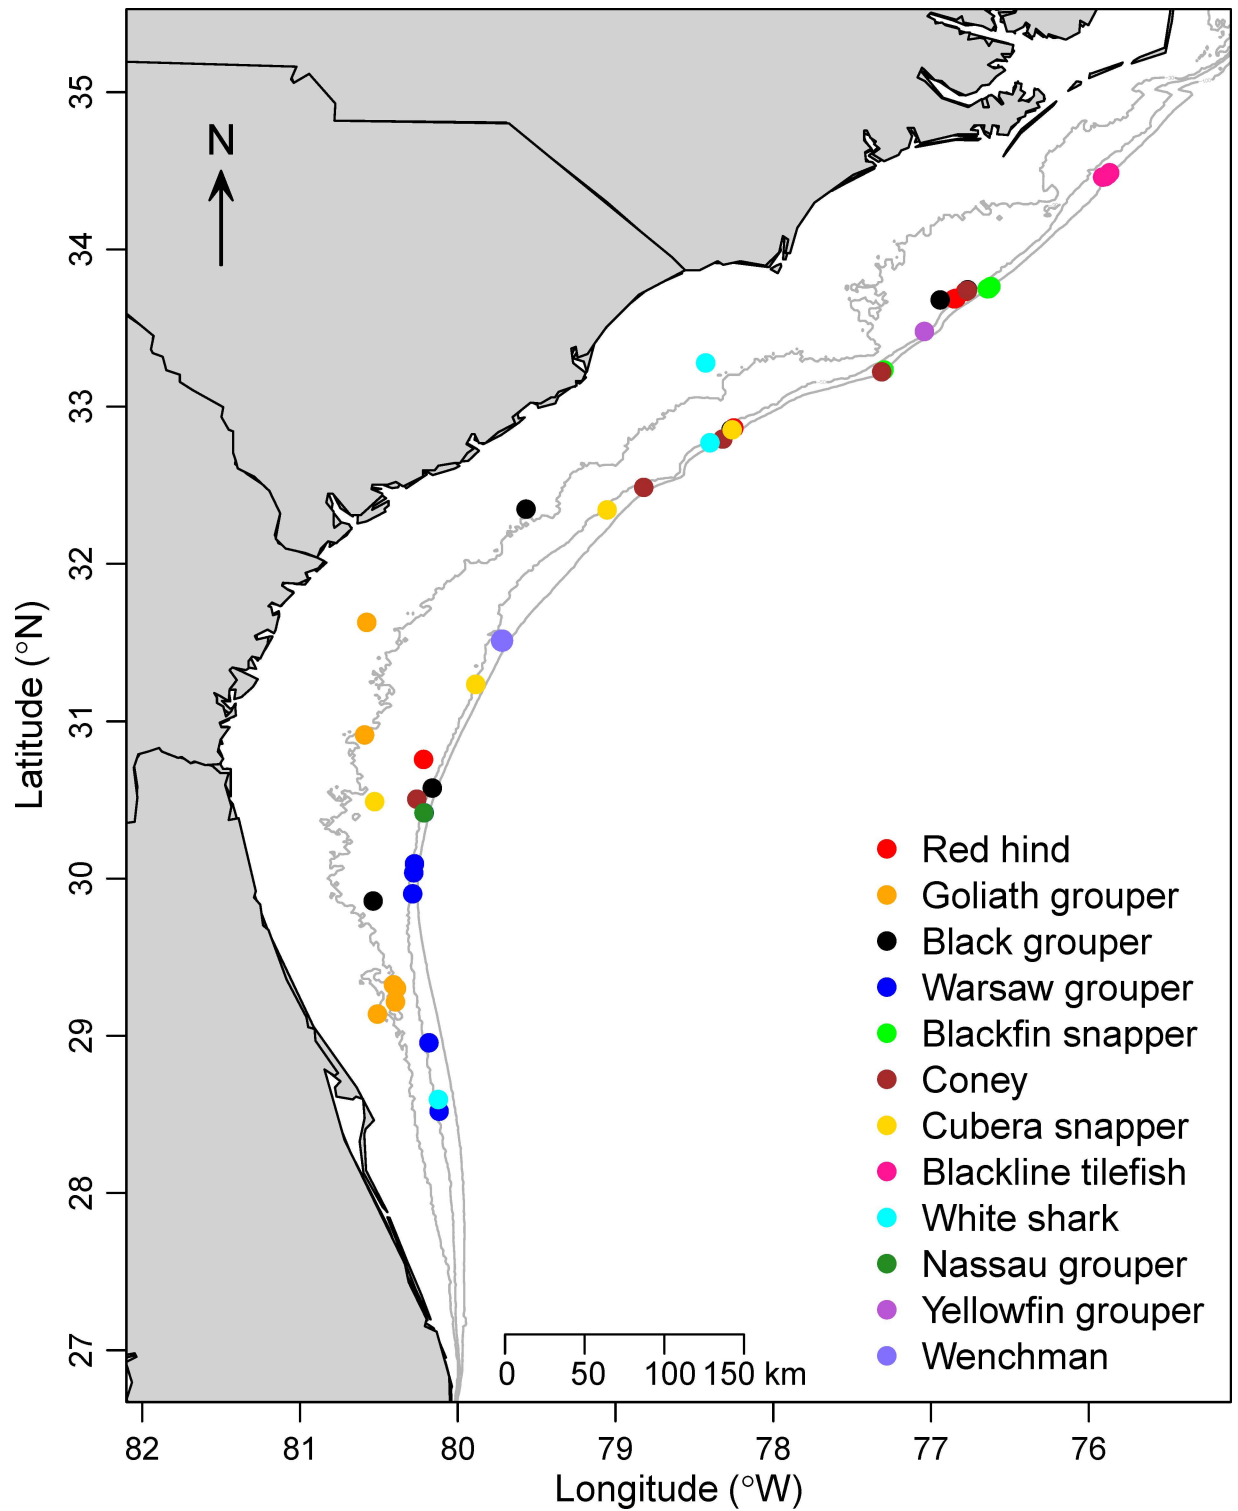 N
35
34
33
32
31
30
29
28
27
Latitude (°N)
Red hind
Goliath grouper
Black grouper
Warsaw grouper
Blackfin snapper
Coney
Cubera snapper
Blackline tilefish
White shark
Nassau grouper
Yellowfin grouper
Wenchman
0 50 100 150 km
82 81 80 79 78 77 76
Longitude (°W)